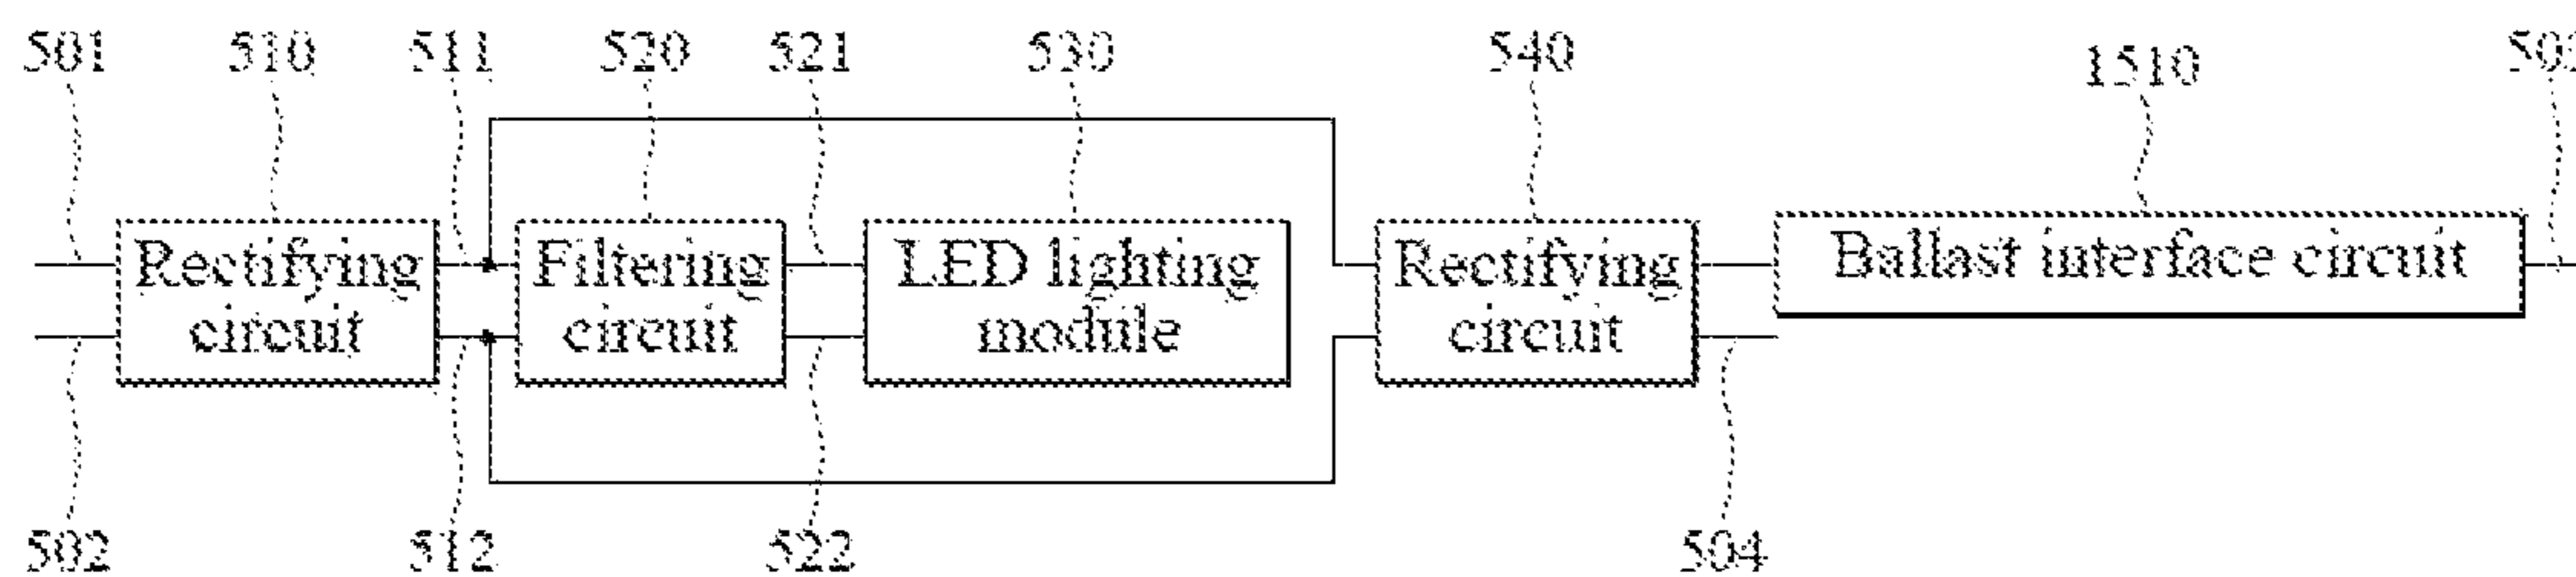 501 510 511 520 521 530 540 1510
Rectifying circuit
Filtering circuit
LED lighting module
Rectifying circuit
Ballast interface circuit
502 512 522 504